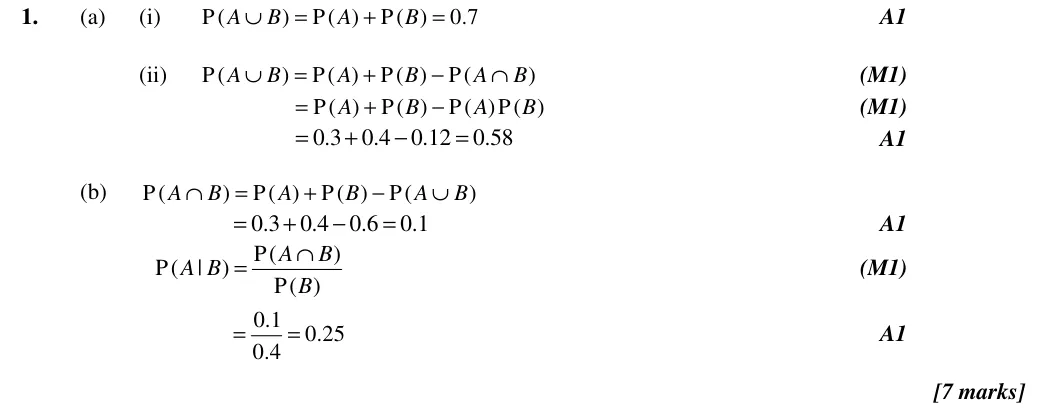 1. (a) (i) P(A ∪ B) = P(A) + P(B) = 0.7 A1
(ii) P(A ∪ B) = P(A) + P(B) − P(A ∩ B) (M1)
= P(A) + P(B) − P(A)P(B) (M1)
= 0.3 + 0.4 − 0.12 = 0.58 A1
(b) P(A ∩ B) = P(A) + P(B) − P(A ∪ B)
= 0.3 + 0.4 − 0.6 = 0.1 A1
P(A | B) = P(A ∩ B) / P(B) (M1)
= 0.1 / 0.4 = 0.25 A1
[7 marks]